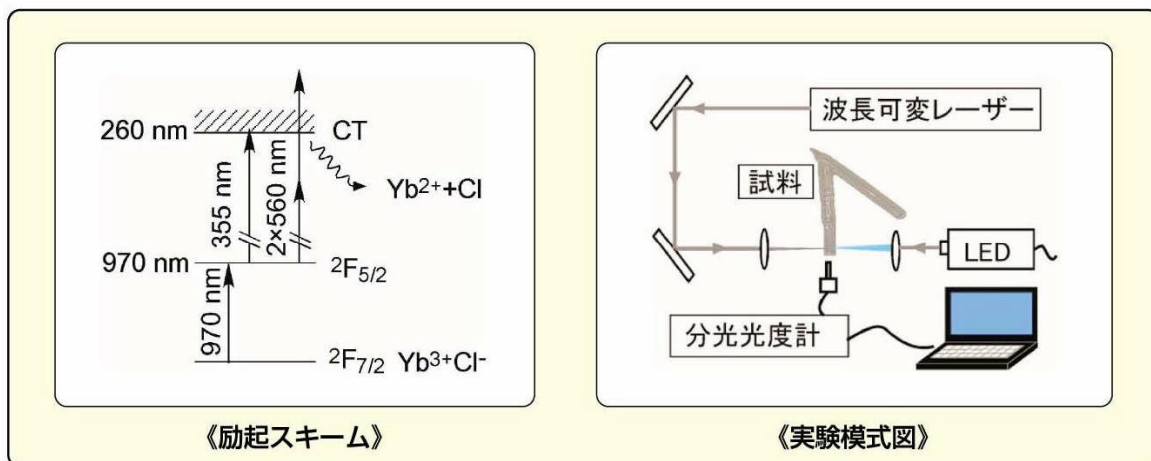 260 nm
CT
355 nm
2×560 nm
Yb²⁺+Cl
970 nm
²F₅/₂
970 nm
²F₇/₂ Yb³⁺Cl⁻
《励起スキーム》
波長可変レーザー
試料
LED
分光光度計
《実験模式図》